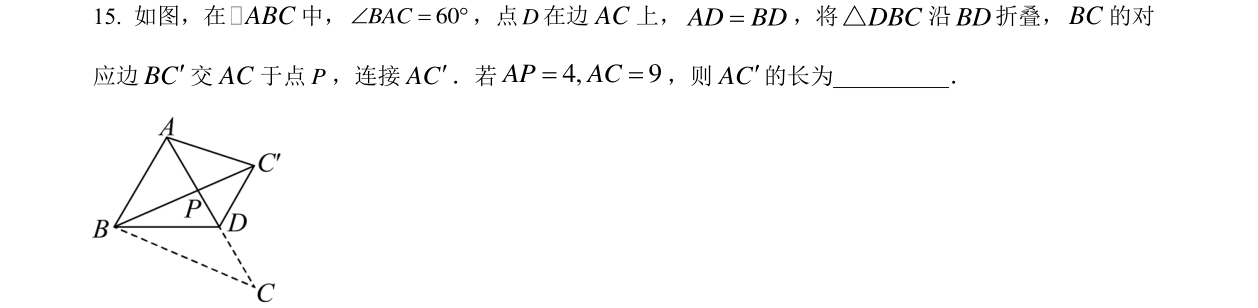 15. 如图，在□ABC 中，∠BAC = 60°，点 D 在边 AC 上，AD = BD，将△DBC 沿 BD 折叠，BC 的对
应边 BC′ 交 AC 于点 P，连接 AC′．若 AP = 4, AC = 9，则 AC′ 的长为__________．
A
C′
P
D
B
C